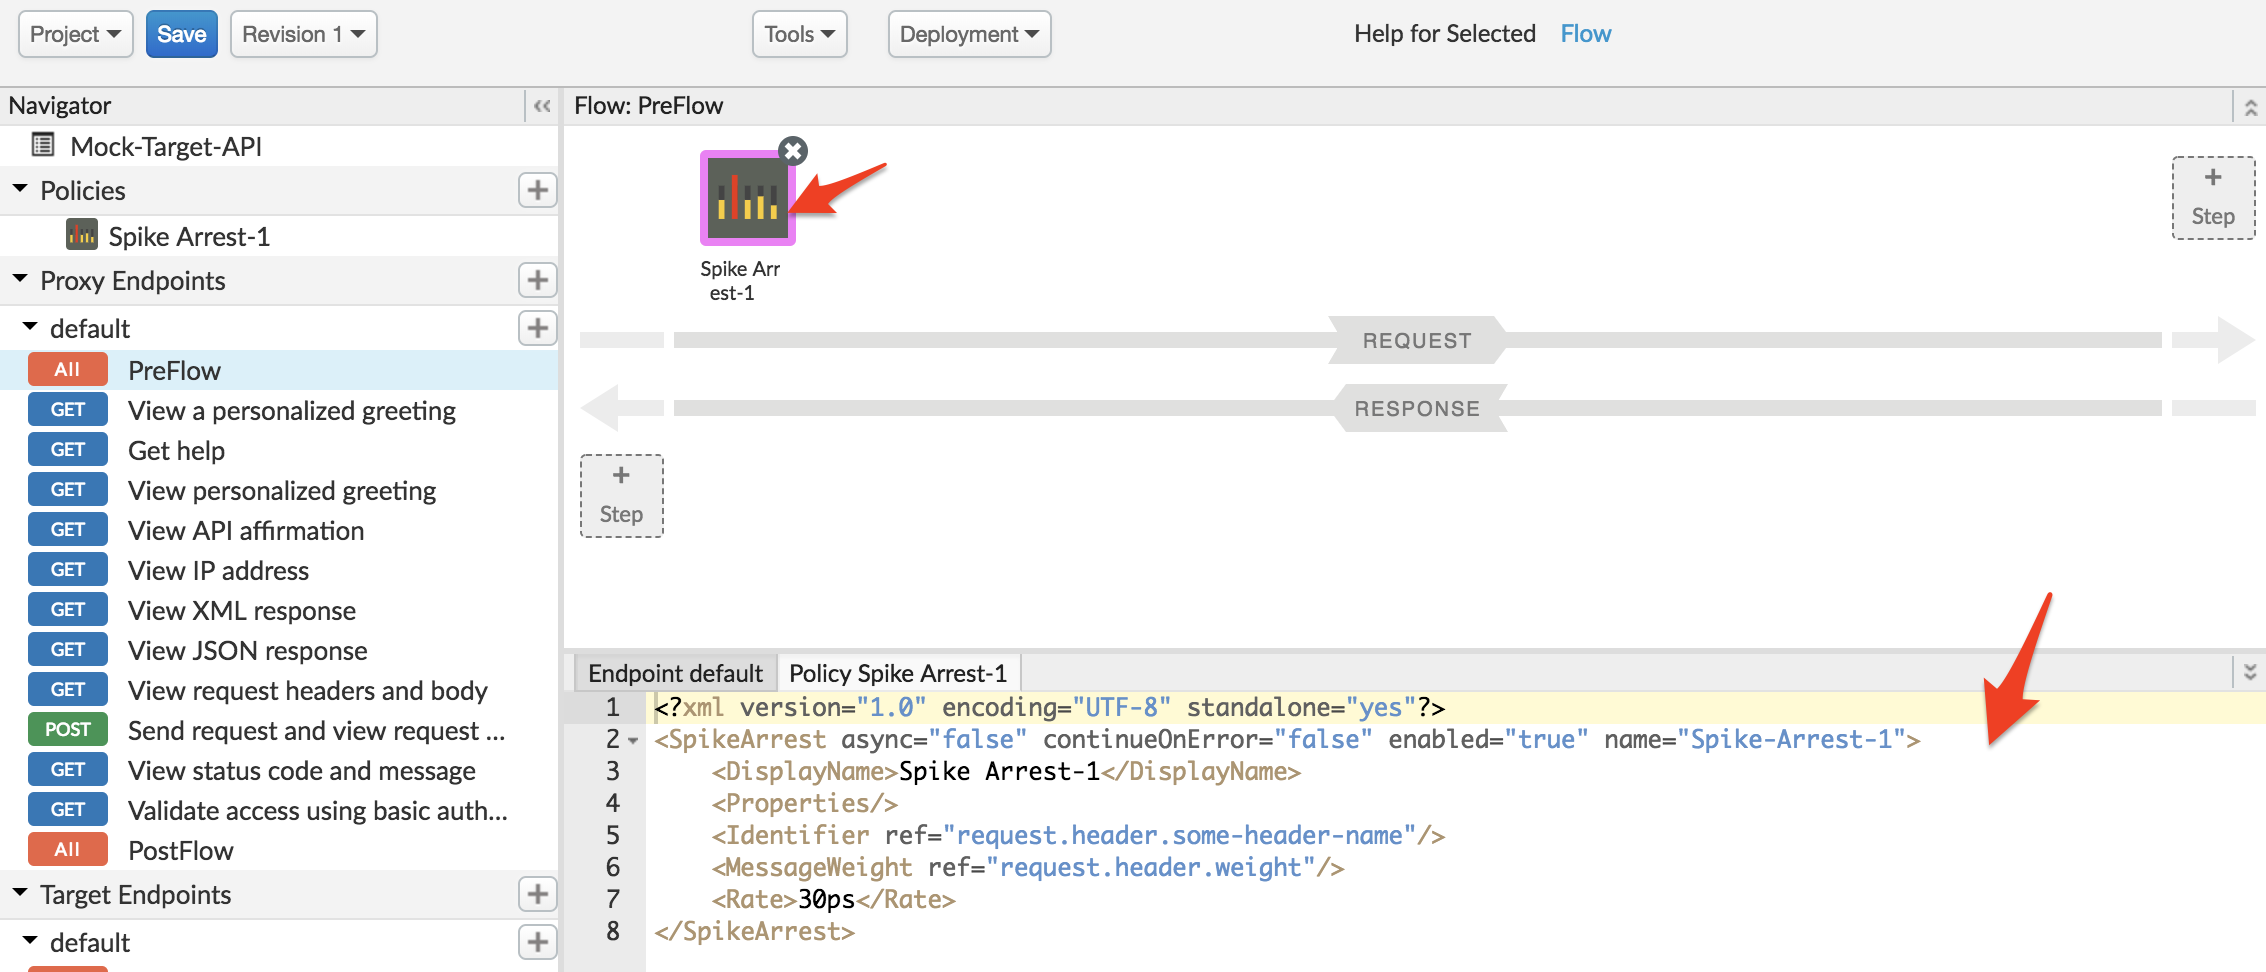 Project Save Revision 1 Tools Deployment Help for Selected Flow
Navigator
Mock-Target-API
Policies
Spike Arrest-1
Proxy Endpoints
default
All PreFlow
GET View a personalized greeting
GET Get help
GET View personalized greeting
GET View API affirmation
GET View IP address
GET View XML response
GET View JSON response
GET View request headers and body
POST Send request and view request ...
GET View status code and message
GET Validate access using basic auth...
All PostFlow
Target Endpoints
default
Flow: PreFlow
Spike Arr
est-1
+
Step
REQUEST
RESPONSE
+
Step
Endpoint default Policy Spike Arrest-1
1 <?xml version="1.0" encoding="UTF-8" standalone="yes"?>
2 <SpikeArrest async="false" continueOnError="false" enabled="true" name="Spike-Arrest-1">
3 <DisplayName>Spike Arrest-1</DisplayName>
4 <Properties/>
5 <Identifier ref="request.header.some-header-name"/>
6 <MessageWeight ref="request.header.weight"/>
7 <Rate>30ps</Rate>
8 </SpikeArrest>